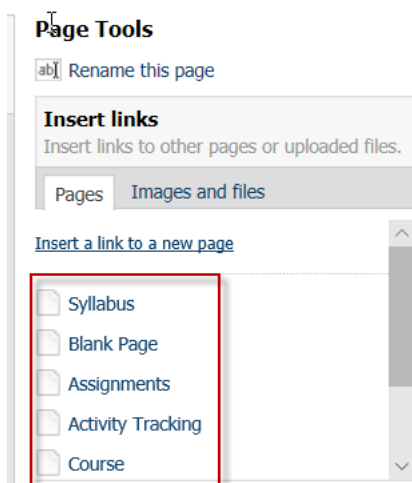 Page Tools
abI Rename this page
Insert links
Insert links to other pages or uploaded files.
Pages Images and files
Insert a link to a new page
Syllabus
Blank Page
Assignments
Activity Tracking
Course